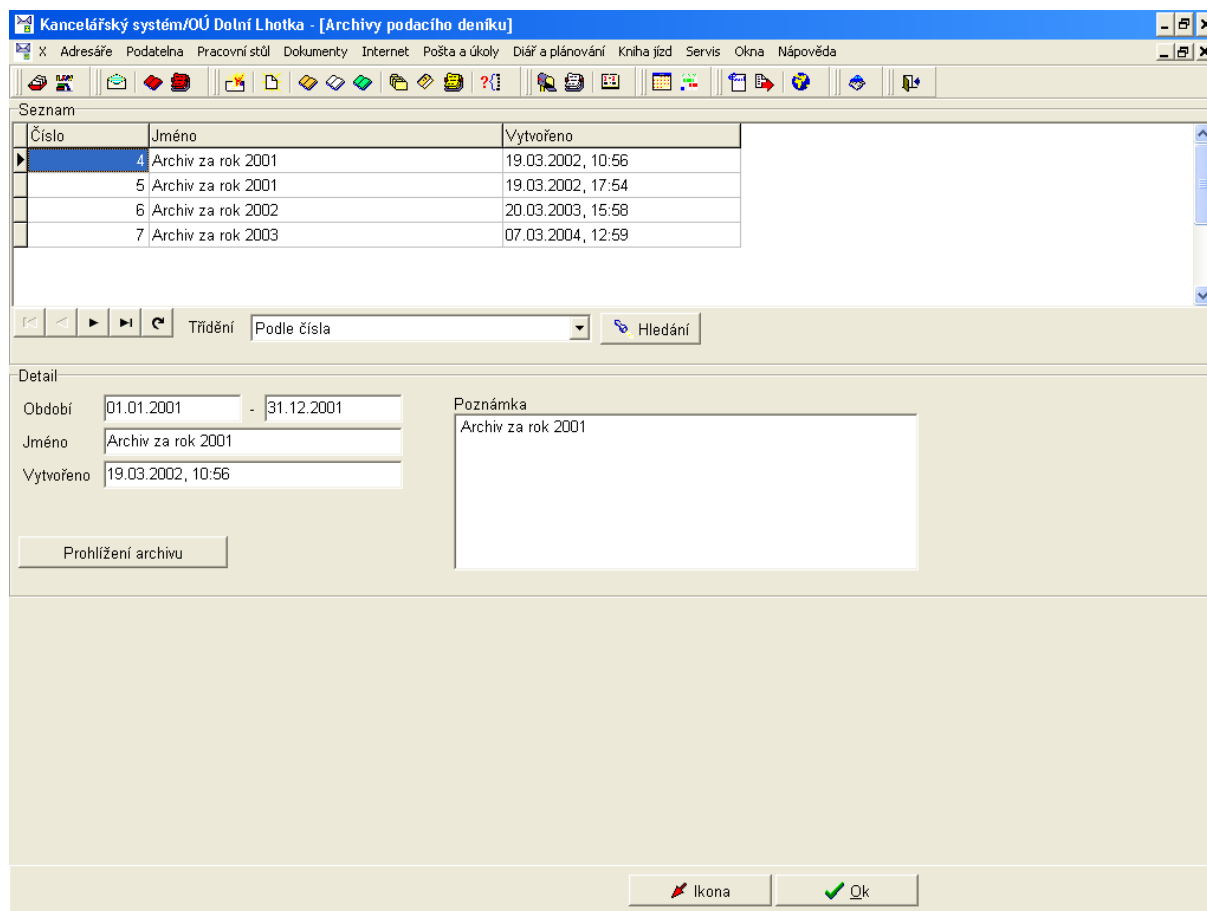 Kancelářský systém/OÚ Dolní Lhotka - [Archivy podacího deníku]
X Adresáře Podatelna Pracovní stůl Dokumenty Internet Pošta a úkoly Diář a plánování Kniha jízd Servis Okna Nápověda
Seznam
Číslo Jméno Vytvořeno
4 Archiv za rok 2001 19.03.2002, 10:56
5 Archiv za rok 2001 19.03.2002, 17:54
6 Archiv za rok 2002 20.03.2003, 15:58
7 Archiv za rok 2003 07.03.2004, 12:59
Třídění Podle čísla Hledání
Detail
Období 01.01.2001 - 31.12.2001
Jméno Archiv za rok 2001
Vytvořeno 19.03.2002, 10:56
Poznámka
Archiv za rok 2001
Prohlížení archivu
Ikona Ok